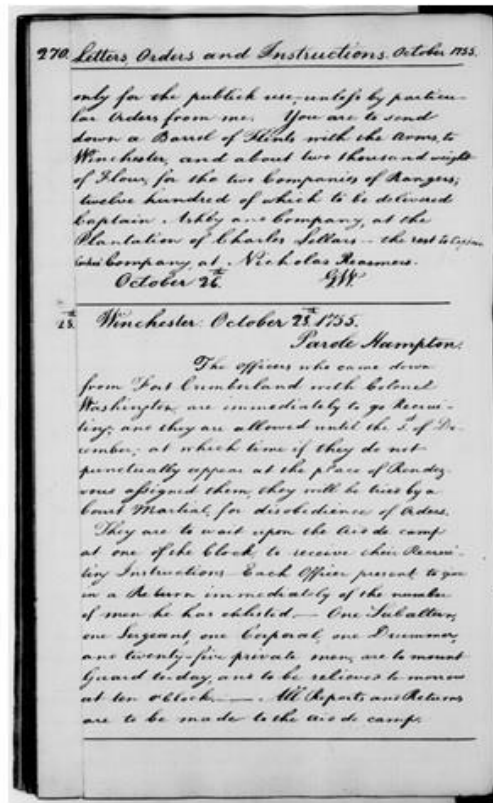 270. Letters, Orders and Instructions. October 1755.
only for the publick use, unless by particu-
lar Orders from me. You are to send
down a Barrel of Flints with the Arms, to
Winchester, and about two thousand weight
of Flour, for the two Companies of Rangers;
twelve hundred of which to be delivered
Captain Ashby and Company, at the
Plantation of Charles Sellars — the rest to Captain
Cocks' Company, at Nicholas Reasmers.
October 26th. GW.
28th. Winchester: October 28th. 1755.
Parole Hampton.
The Officers who came down
from Fort Cumberland with Colonel
Washington, are immediately to go Recrui-
ting; and they are allowed until the 1st. of De-
cember; at which time if they do not
punctually appear at the place of Rendez-
vous assigned them, they will be tried by a
Court Martial, for disobedience of Orders.
They are to wait upon the Aid de camp
at one of the Clock, to receive their Recrui-
ting Instructions — Each Officer present to give
in a Return immediately of the number
of men he has enlisted. — One Subaltern,
one Sergeant, one Corporal, one Drummer,
and twenty-five private men, are to mount
Guard to-day, and to be relieved to-morrow
at ten o'Clock. — All Reports and Returns
are to be made to the Aid de camp.